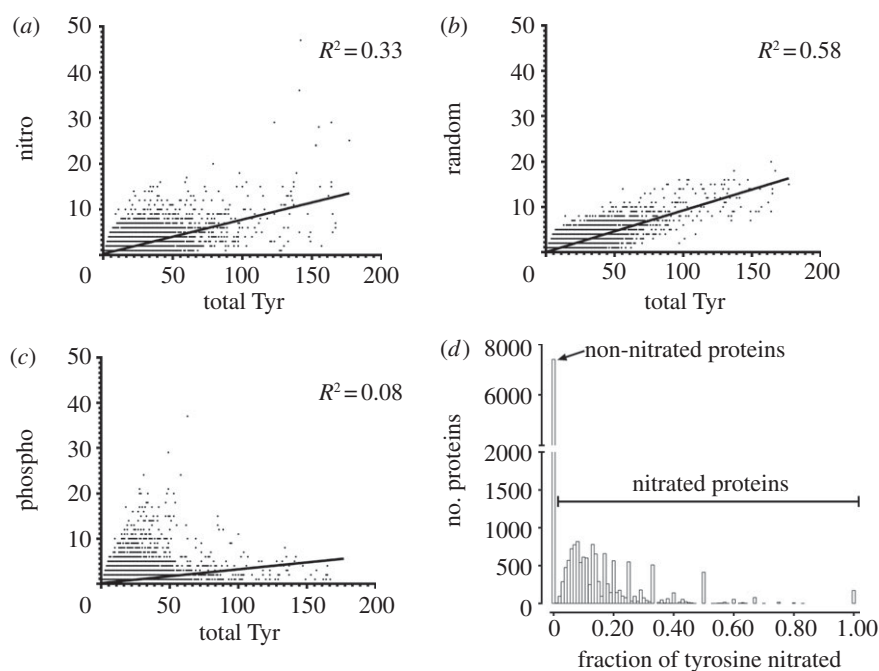 (a)
R² = 0.33
50
40
30
20
10
0
nitro
50
100
150
200
total Tyr
(b)
R² = 0.58
50
40
30
20
10
0
random
50
100
150
200
total Tyr
(c)
R² = 0.08
50
40
30
20
10
0
phospho
50
100
150
200
total Tyr
(d)
8000
6000
2000
1500
1000
500
0
no. proteins
non-nitrated proteins
nitrated proteins
0
0.20
0.40
0.60
0.80
1.00
fraction of tyrosine nitrated